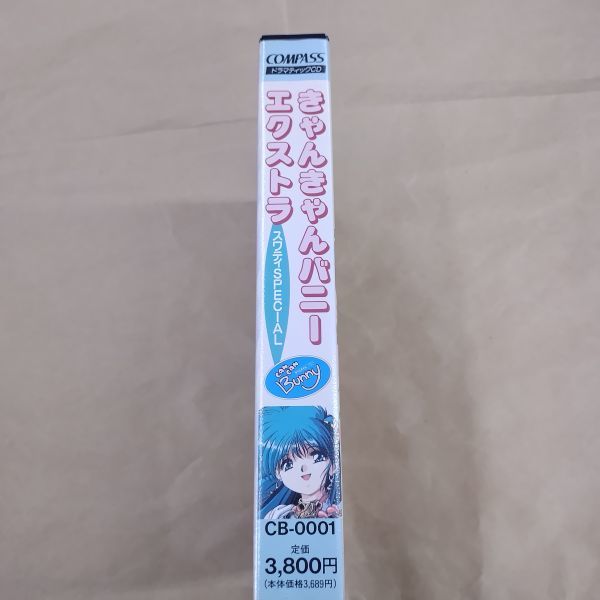 COMPASS
ドラマティックCD
きゃんきゃんバニー
エクストラ
スワティSPECIAL
can can
Bunny
CB-0001
定価
3,800円
(本体価格3,689円)